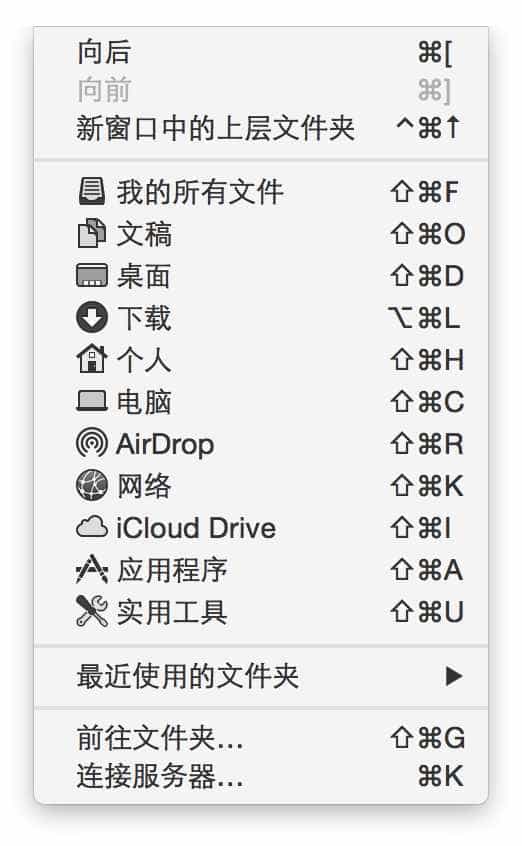 向后 ⌘[
向前 ⌘]
新窗口中的上层文件夹 ^⌘↑
我的所有文件 ⇧⌘F
文稿 ⇧⌘O
桌面 ⇧⌘D
下载 ⌥⌘L
个人 ⇧⌘H
电脑 ⇧⌘C
AirDrop ⇧⌘R
网络 ⇧⌘K
iCloud Drive ⇧⌘I
应用程序 ⇧⌘A
实用工具 ⇧⌘U
最近使用的文件夹 ▶
前往文件夹... ⇧⌘G
连接服务器... ⌘K